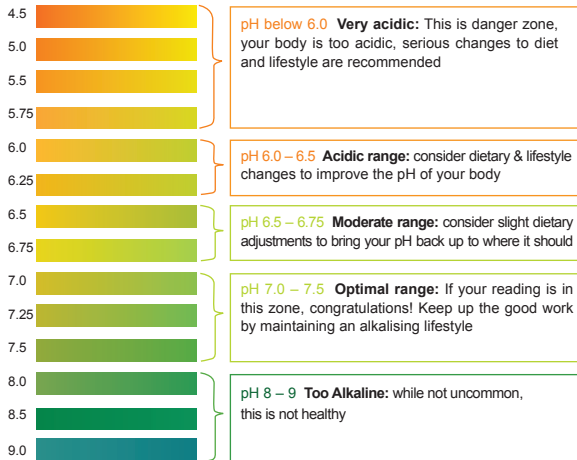 4.5
5.0
5.5
5.75
pH below 6.0 Very acidic: This is danger zone,
your body is too acidic, serious changes to diet
and lifestyle are recommended
6.0
6.25
pH 6.0 – 6.5 Acidic range: consider dietary & lifestyle
changes to improve the pH of your body
6.5
6.75
pH 6.5 – 6.75 Moderate range: consider slight dietary
adjustments to bring your pH back up to where it should
7.0
7.25
7.5
pH 7.0 – 7.5 Optimal range: If your reading is in
this zone, congratulations! Keep up the good work
by maintaining an alkalising lifestyle
8.0
8.5
9.0
pH 8 – 9 Too Alkaline: while not uncommon,
this is not healthy